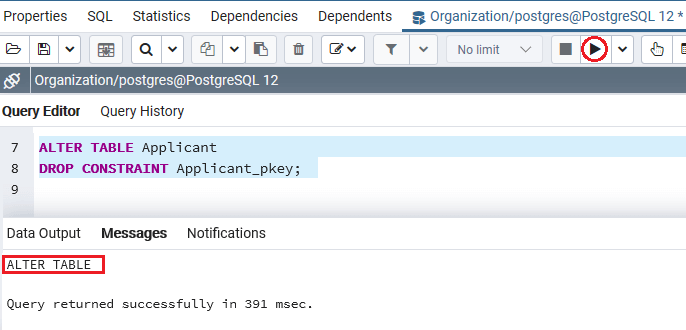 Properties SQL Statistics Dependencies Dependents Organization/postgres@PostgreSQL 12 *
No limit
Organization/postgres@PostgreSQL 12
Query Editor Query History
7 ALTER TABLE Applicant
8 DROP CONSTRAINT Applicant_pkey;
9
Data Output Messages Notifications
ALTER TABLE
Query returned successfully in 391 msec.